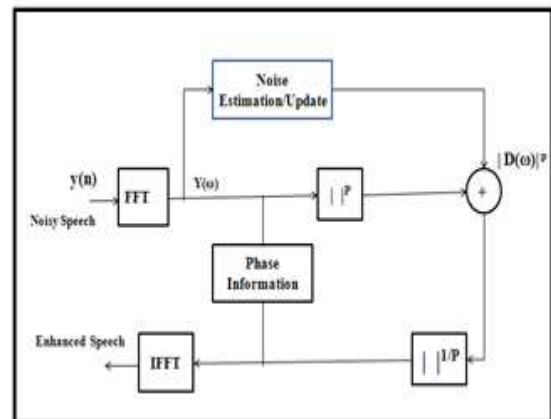 Noise
Estimation/Update
|D(ω)|ᵖ
y(n)
FFT
Y(ω)
| |ᵖ
+
Noisy Speech
Phase
Information
Enhanced Speech
IFFT
| |¹/ᴾ